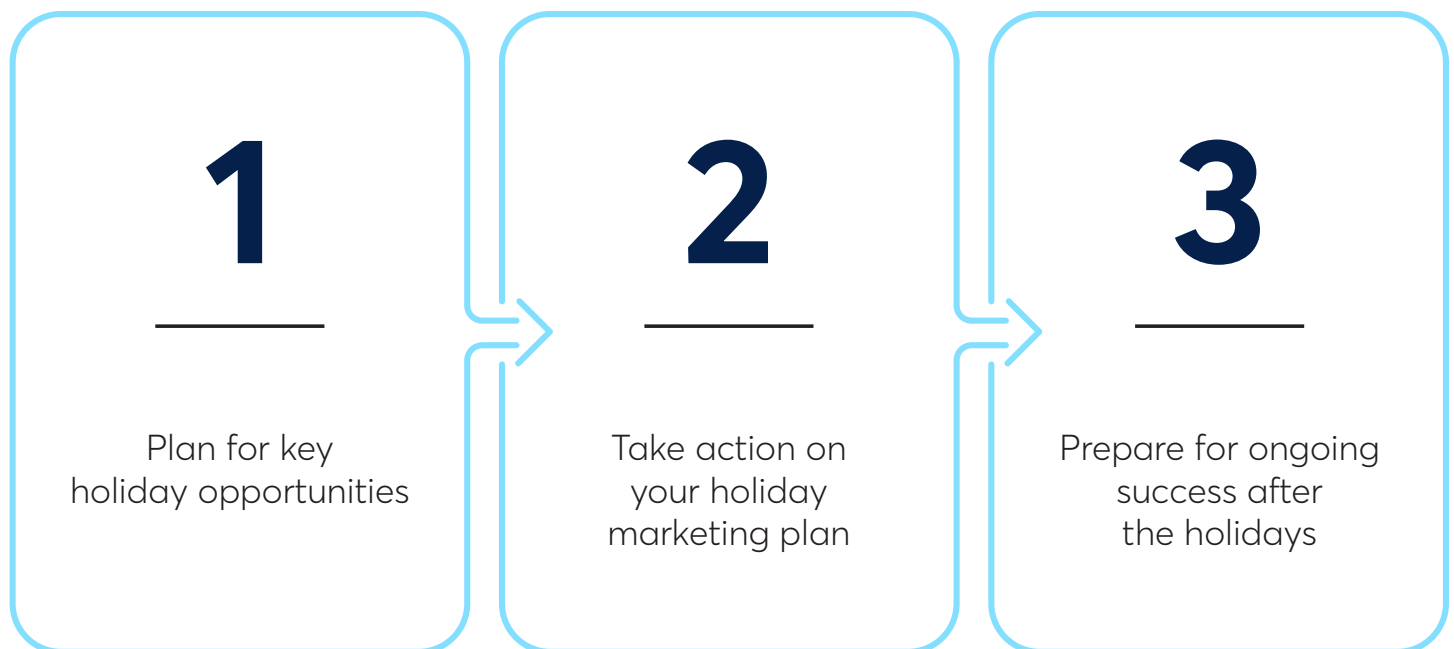 1
Plan for key
holiday opportunities
2
Take action on
your holiday
marketing plan
3
Prepare for ongoing
success after
the holidays